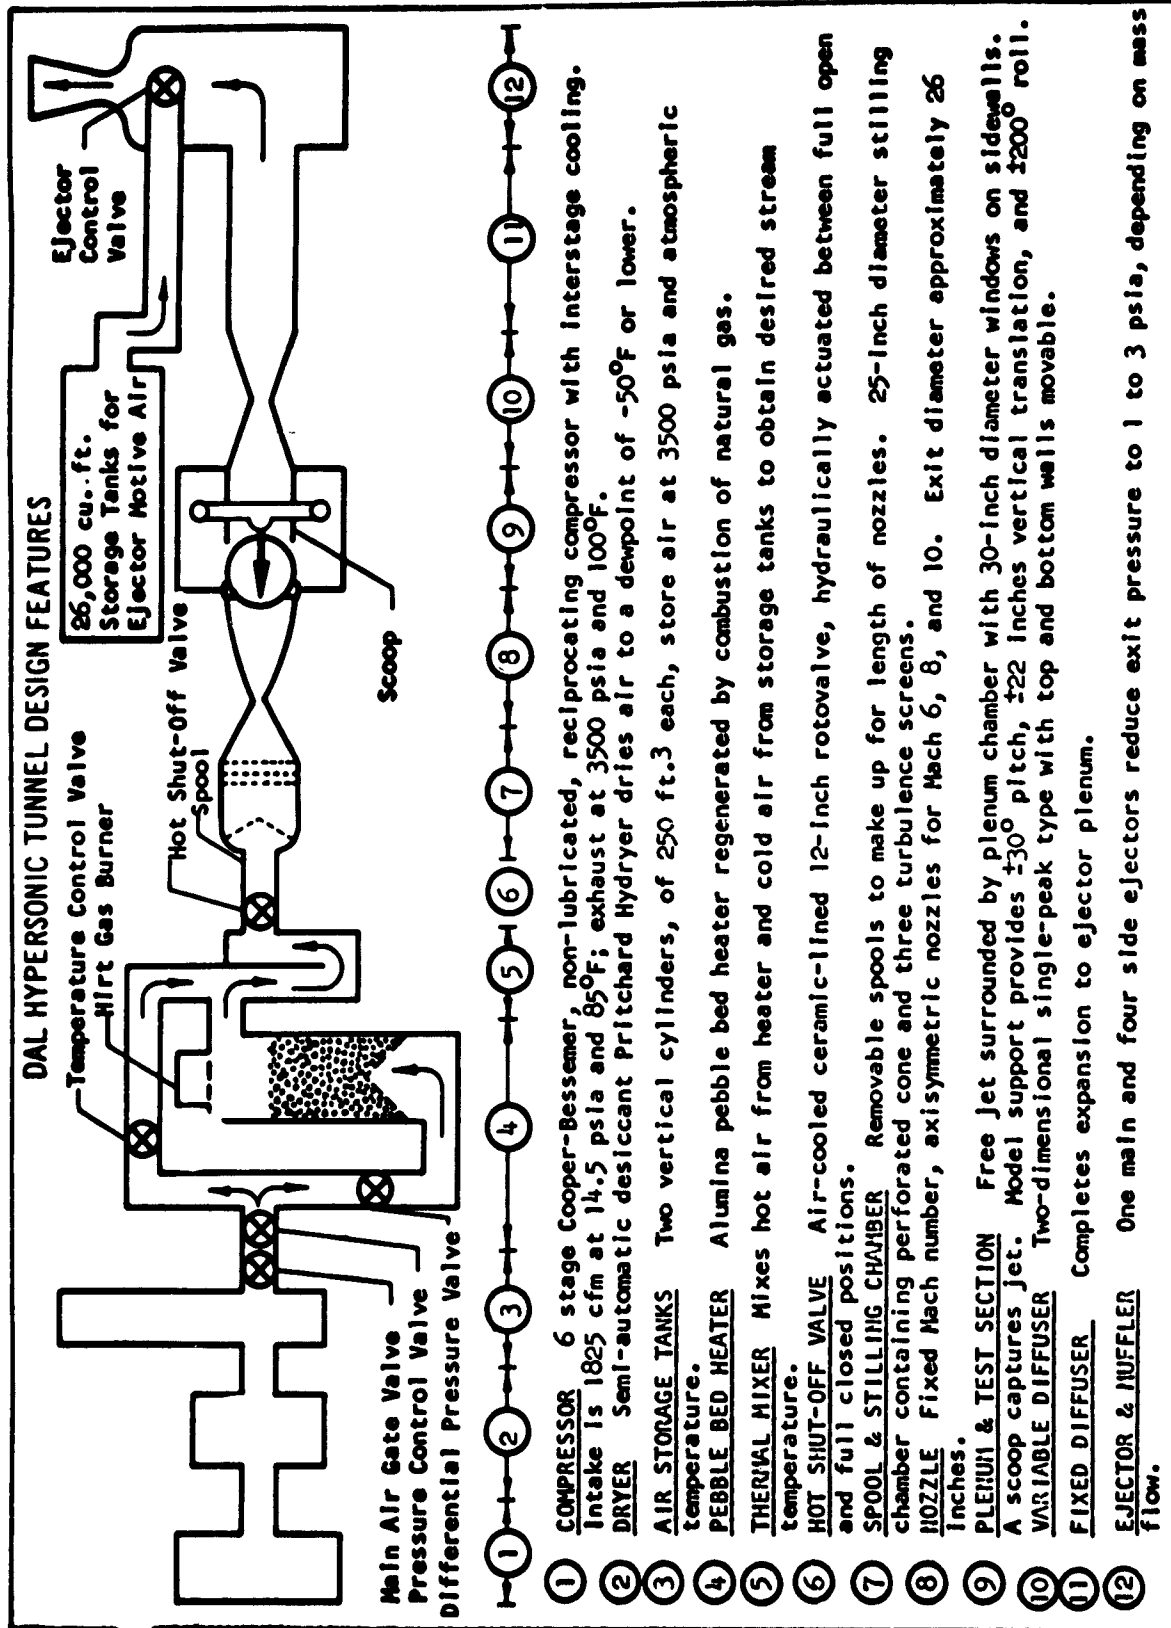 DAL HYPERSONIC TUNNEL DESIGN FEATURES
Temperature Control Valve
Hirt Gas Burner
Hot Shut-Off Valve
Spool
26,000 cu. ft.
Storage Tanks for
Ejector Motive Air
Ejector
Control
Valve
Main Air Gate Valve
Pressure Control Valve
Differential Pressure Valve
Scoop
1 2 3 4 5 6 7 8 9 10 11 12
1 COMPRESSOR 6 stage Cooper-Bessemer, non-lubricated, reciprocating compressor with interstage cooling.
Intake is 1825 cfm at 14.5 psia and 85°F; exhaust at 3500 psia and 100°F.
2 DRYER Semi-automatic desiccant Pritchard Hydryer dries air to a dewpoint of -50°F or lower.
3 AIR STORAGE TANKS Two vertical cylinders, of 250 ft.3 each, store air at 3500 psia and atmospheric
temperature.
4 PEBBLE BED HEATER Alumina pebble bed heater regenerated by combustion of natural gas.
5 THERMAL MIXER Mixes hot air from heater and cold air from storage tanks to obtain desired stream
temperature.
6 HOT SHUT-OFF VALVE Air-cooled ceramic-lined 12-inch rotovalve, hydraulically actuated between full open
and full closed positions.
7 SPOOL & STILLING CHAMBER Removable spools to make up for length of nozzles. 25-inch diameter stilling
chamber containing perforated cone and three turbulence screens.
8 NOZZLE Fixed Mach number, axisymmetric nozzles for Mach 6, 8, and 10. Exit diameter approximately 26
inches.
9 PLENUM & TEST SECTION Free jet surrounded by plenum chamber with 30-inch diameter windows on sidewalls.
A scoop captures jet. Model support provides ±30° pitch, ±22 inches vertical translation, and ±200° roll.
10 VARIABLE DIFFUSER Two-dimensional single-peak type with top and bottom walls movable.
11 FIXED DIFFUSER Completes expansion to ejector plenum.
12 EJECTOR & MUFFLER One main and four side ejectors reduce exit pressure to 1 to 3 psia, depending on mass
flow.